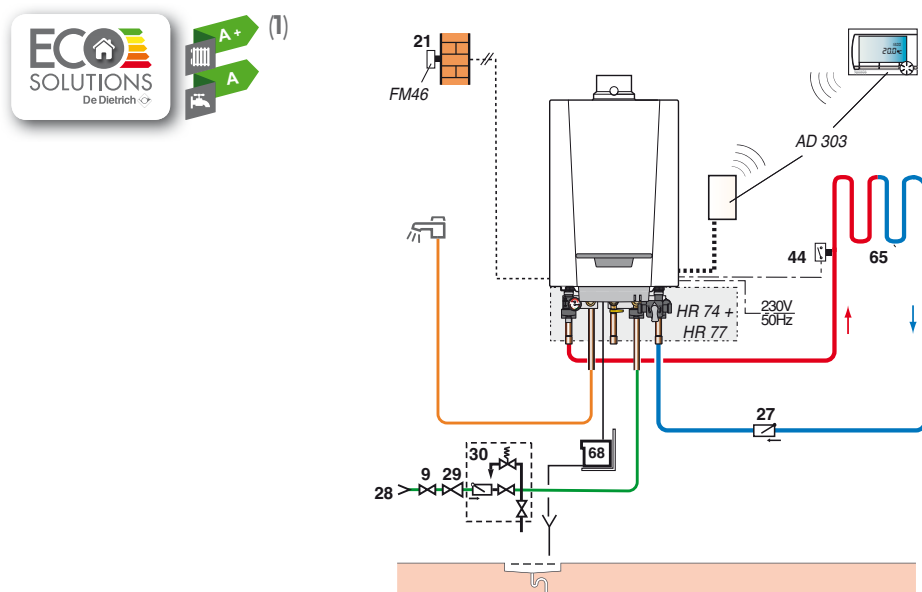 ECO
SOLUTIONS
De Dietrich
A+
A
(1)
21
FM46
20.0°C
AD 303
44
65
HR 74 +
HR 77
230V
50Hz
27
30
68
28
9
29